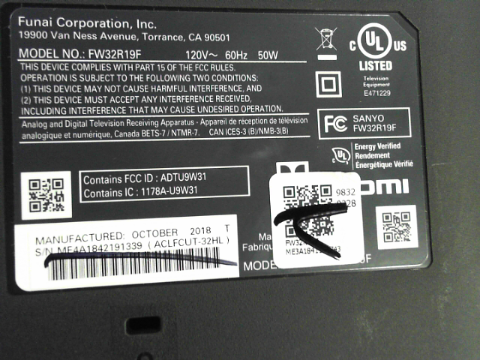 Funai Corporation, Inc.
19900 Van Ness Avenue, Torrance, CA 90501
MODEL NO.: FW32R19F 120V~ 60Hz 50W
THIS DEVICE COMPLIES WITH PART 15 OF THE FCC RULES.
OPERATION IS SUBJECT TO THE FOLLOWING TWO CONDITIONS:
(1) THIS DEVICE MAY NOT CAUSE HARMFUL INTERFERENCE, AND
(2) THIS DEVICE MUST ACCEPT ANY INTERFERENCE RECEIVED,
INCLUDING INTERFERENCE THAT MAY CAUSE UNDESIRED OPERATION.
Analog and Digital Television Receiving Apparatus - Appareil de réception de télévision
analogique et numérique, Canada BETS-7 / NTMR-7. CAN ICES-3 (B)/NMB-3(B)
c UL US
LISTED
Television
Equipment
E471229
FC SANYO
FW32R19F
UL Energy Verified
Rendement
Énergétique Vérifié
Contains FCC ID : ADTU9W31
Contains IC : 1178A-U9W31
MANUFACTURED: OCTOBER 2018 T
S/N ME4A1B42191339 (ACLFCUT-32HL)
9832
Fabriqu
MODEL